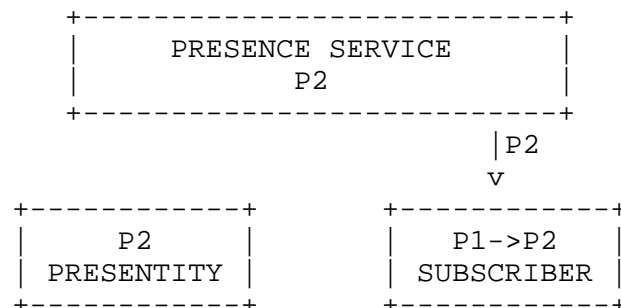 PRESENCE SERVICE
P2
|P2
v
P2 P1->P2
PRESENTITY SUBSCRIBER